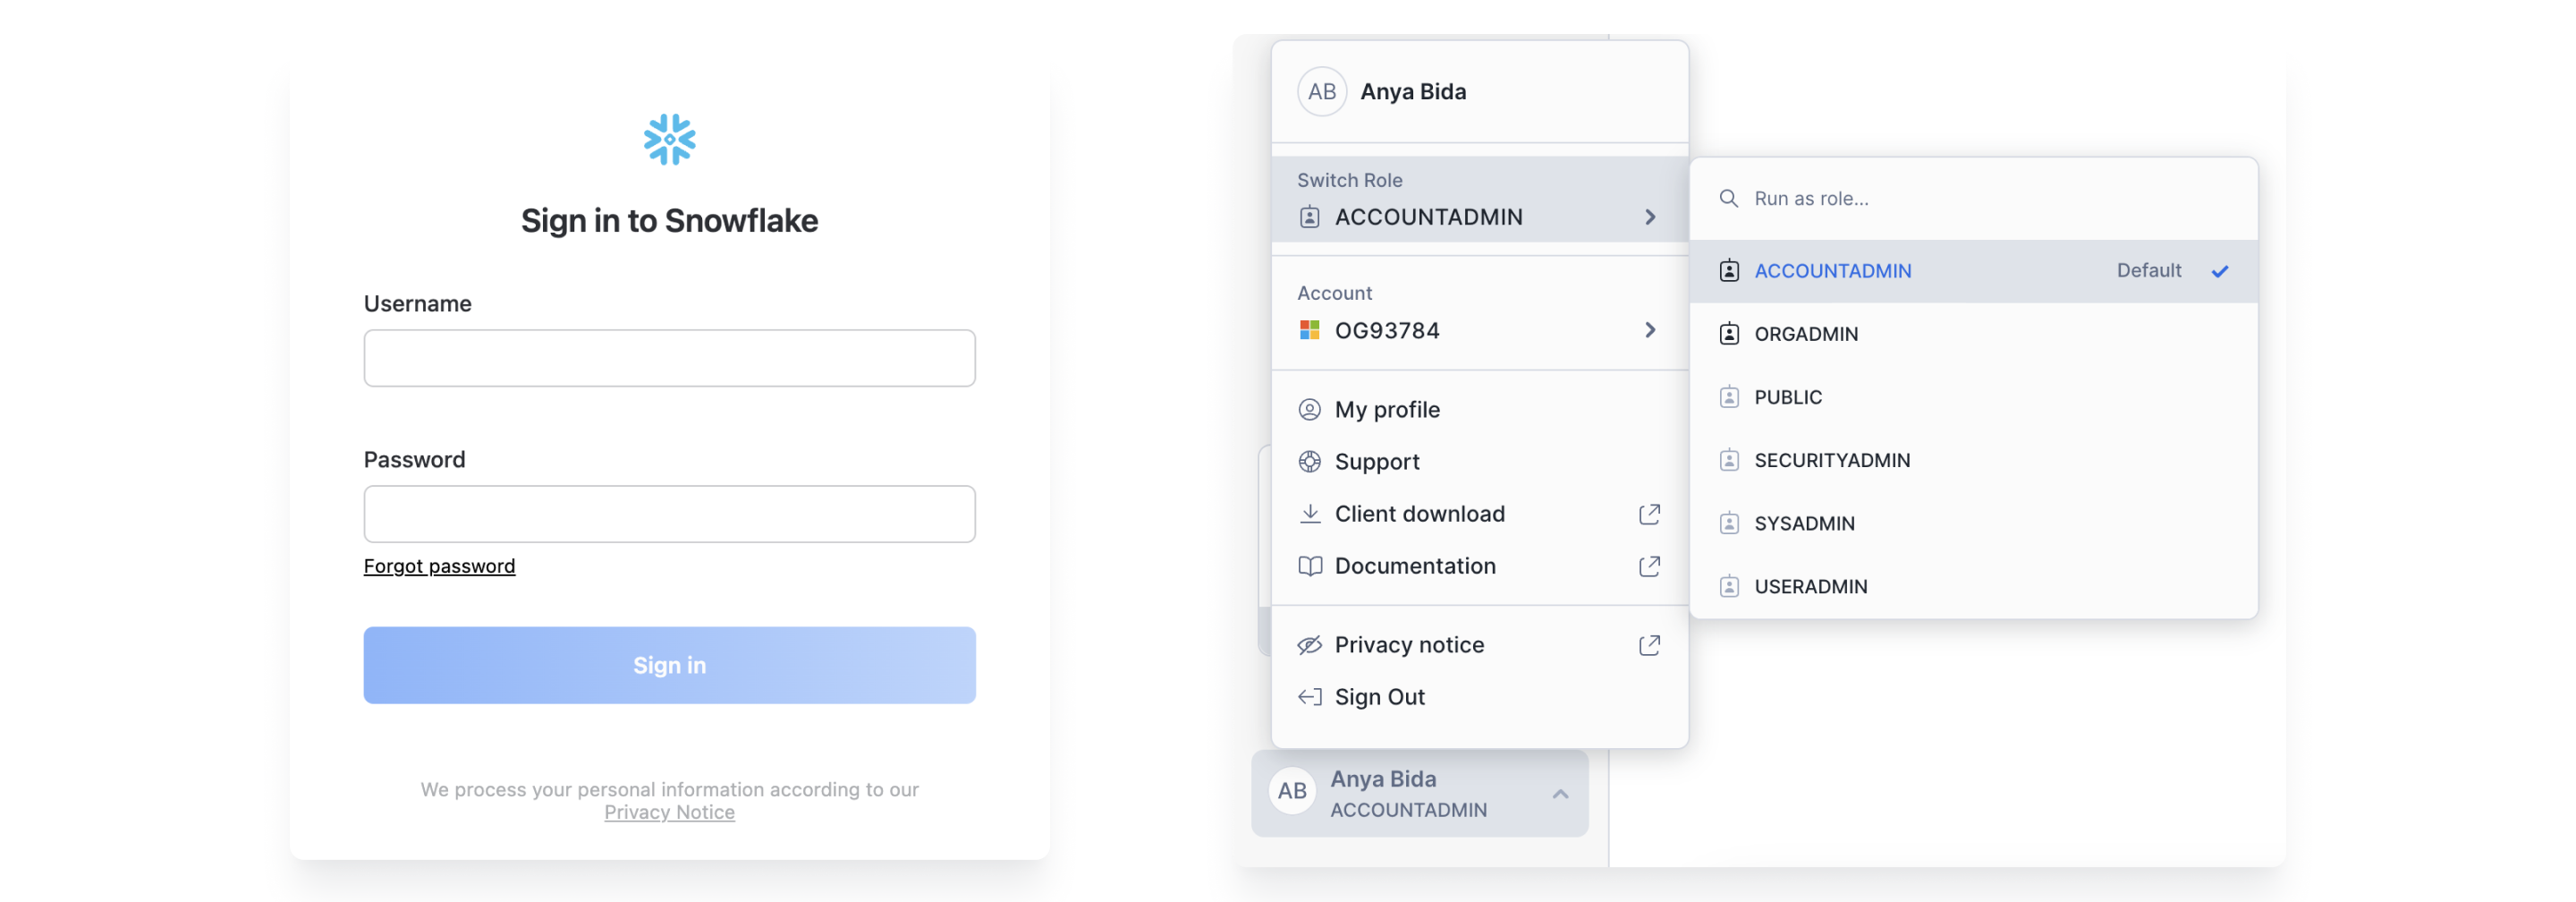 Sign in to Snowflake
Username
Password
Forgot password
Sign in
We process your personal information according to our
Privacy Notice
AB Anya Bida
Switch Role
ACCOUNTADMIN
Account
OG93784
My profile
Support
Client download
Documentation
Privacy notice
Sign Out
AB Anya Bida
ACCOUNTADMIN
Run as role...
ACCOUNTADMIN Default
ORGADMIN
PUBLIC
SECURITYADMIN
SYSADMIN
USERADMIN